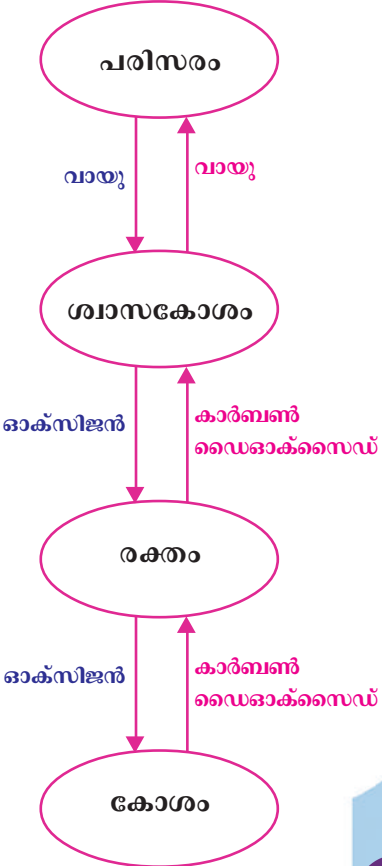 പരിസരം
വായു
വായു
ശ്വാസകോശം
ഓക്സിജൻ
കാർബൺ
ഡൈഓക്സൈഡ്
രക്തം
ഓക്സിജൻ
കാർബൺ
ഡൈഓക്സൈഡ്
കോശം